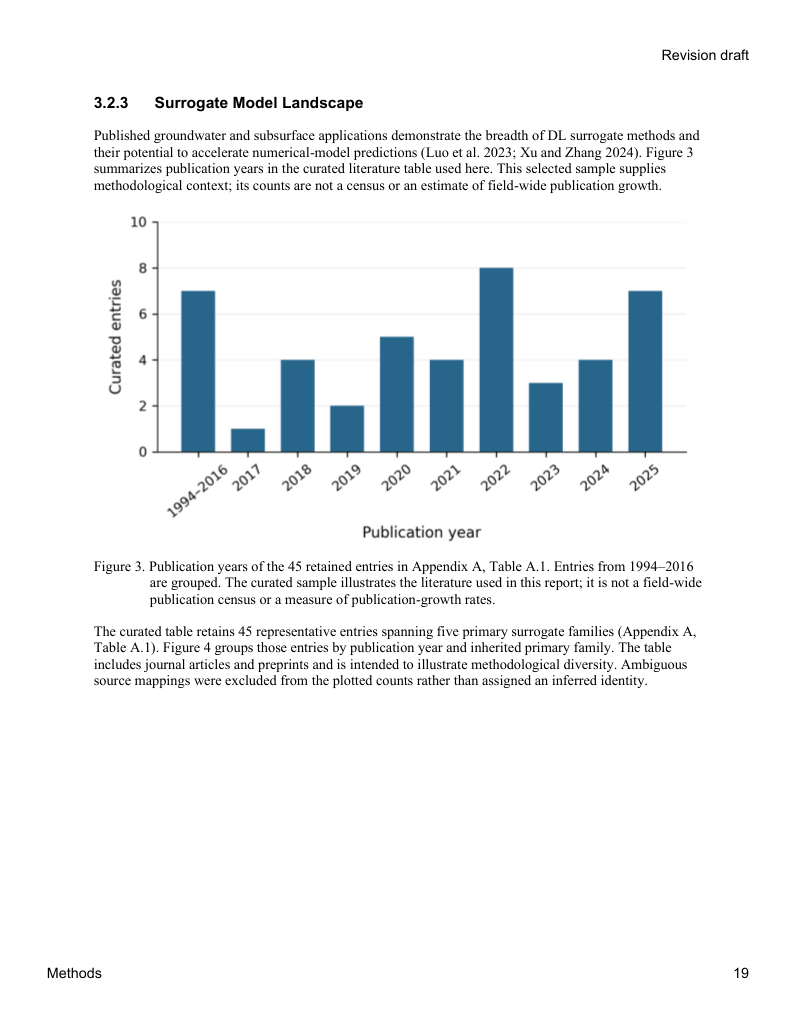 Revision draft
3.2.3 Surrogate Model Landscape
Published groundwater and subsurface applications demonstrate the breadth of DL surrogate methods and
their potential to accelerate numerical-model predictions (Luo et al. 2023; Xu and Zhang 2024). Figure 3
summarizes publication years in the curated literature table used here. This selected sample supplies
methodological context; its counts are not a census or an estimate of field-wide publication growth.
10
8
6
4
2
0
Curated entries
1994–2016 2017 2018 2019 2020 2021 2022 2023 2024 2025
Publication year
Figure 3. Publication years of the 45 retained entries in Appendix A, Table A.1. Entries from 1994–2016
are grouped. The curated sample illustrates the literature used in this report; it is not a field-wide
publication census or a measure of publication-growth rates.
The curated table retains 45 representative entries spanning five primary surrogate families (Appendix A,
Table A.1). Figure 4 groups those entries by publication year and inherited primary family. The table
includes journal articles and preprints and is intended to illustrate methodological diversity. Ambiguous
source mappings were excluded from the plotted counts rather than assigned an inferred identity.
Methods 19